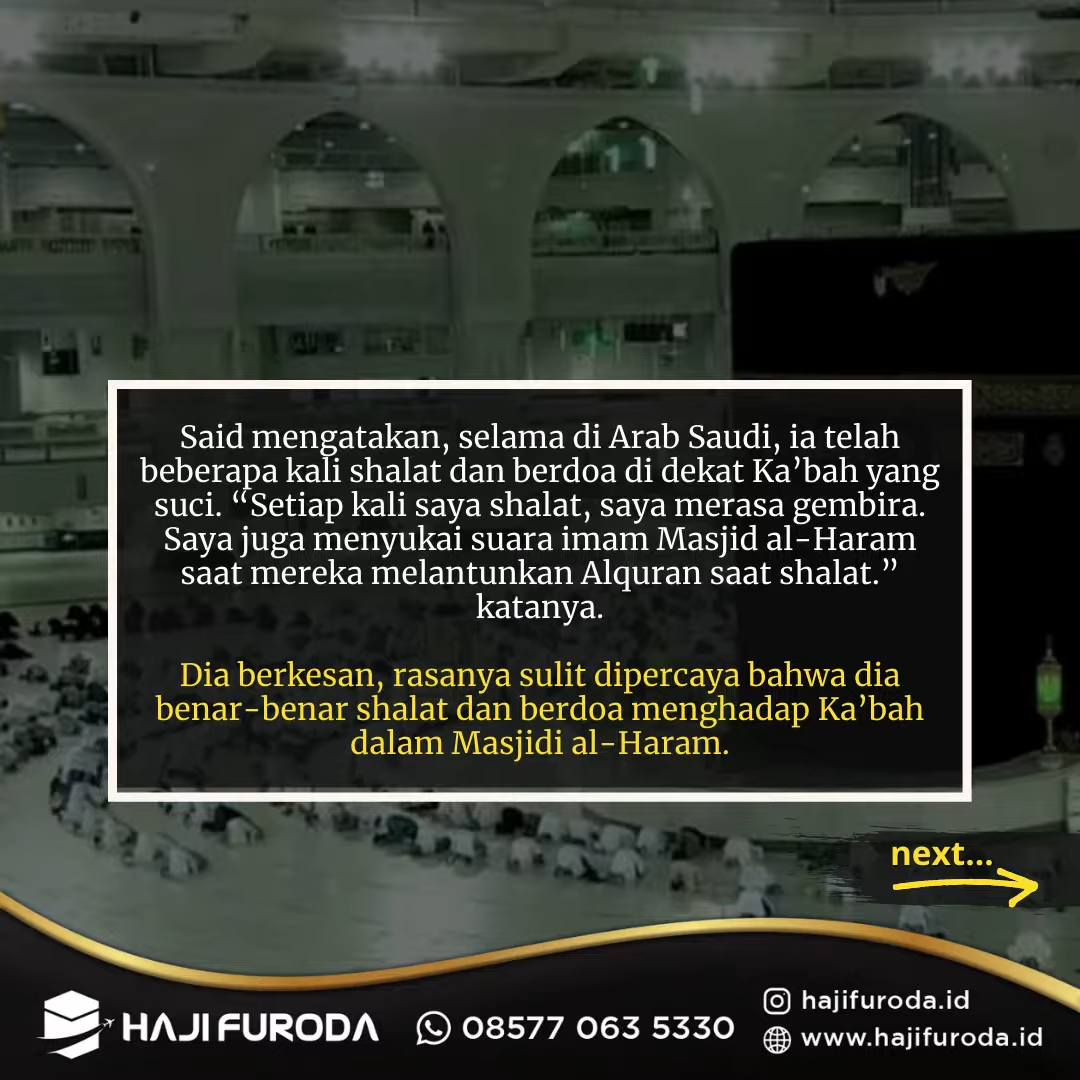 Said mengatakan, selama di Arab Saudi, ia telah
beberapa kali shalat dan berdoa di dekat Ka’bah yang
suci. “Setiap kali saya shalat, saya merasa gembira.
Saya juga menyukai suara imam Masjid al-Haram
saat mereka melantunkan Alquran saat shalat.”
katanya.
Dia berkesan, rasanya sulit dipercaya bahwa dia
benar-benar shalat dan berdoa menghadap Ka’bah
dalam Masjidi al-Haram.
next...
HAJI FURODA
08577 063 5330
hajifuroda.id
www.hajifuroda.id